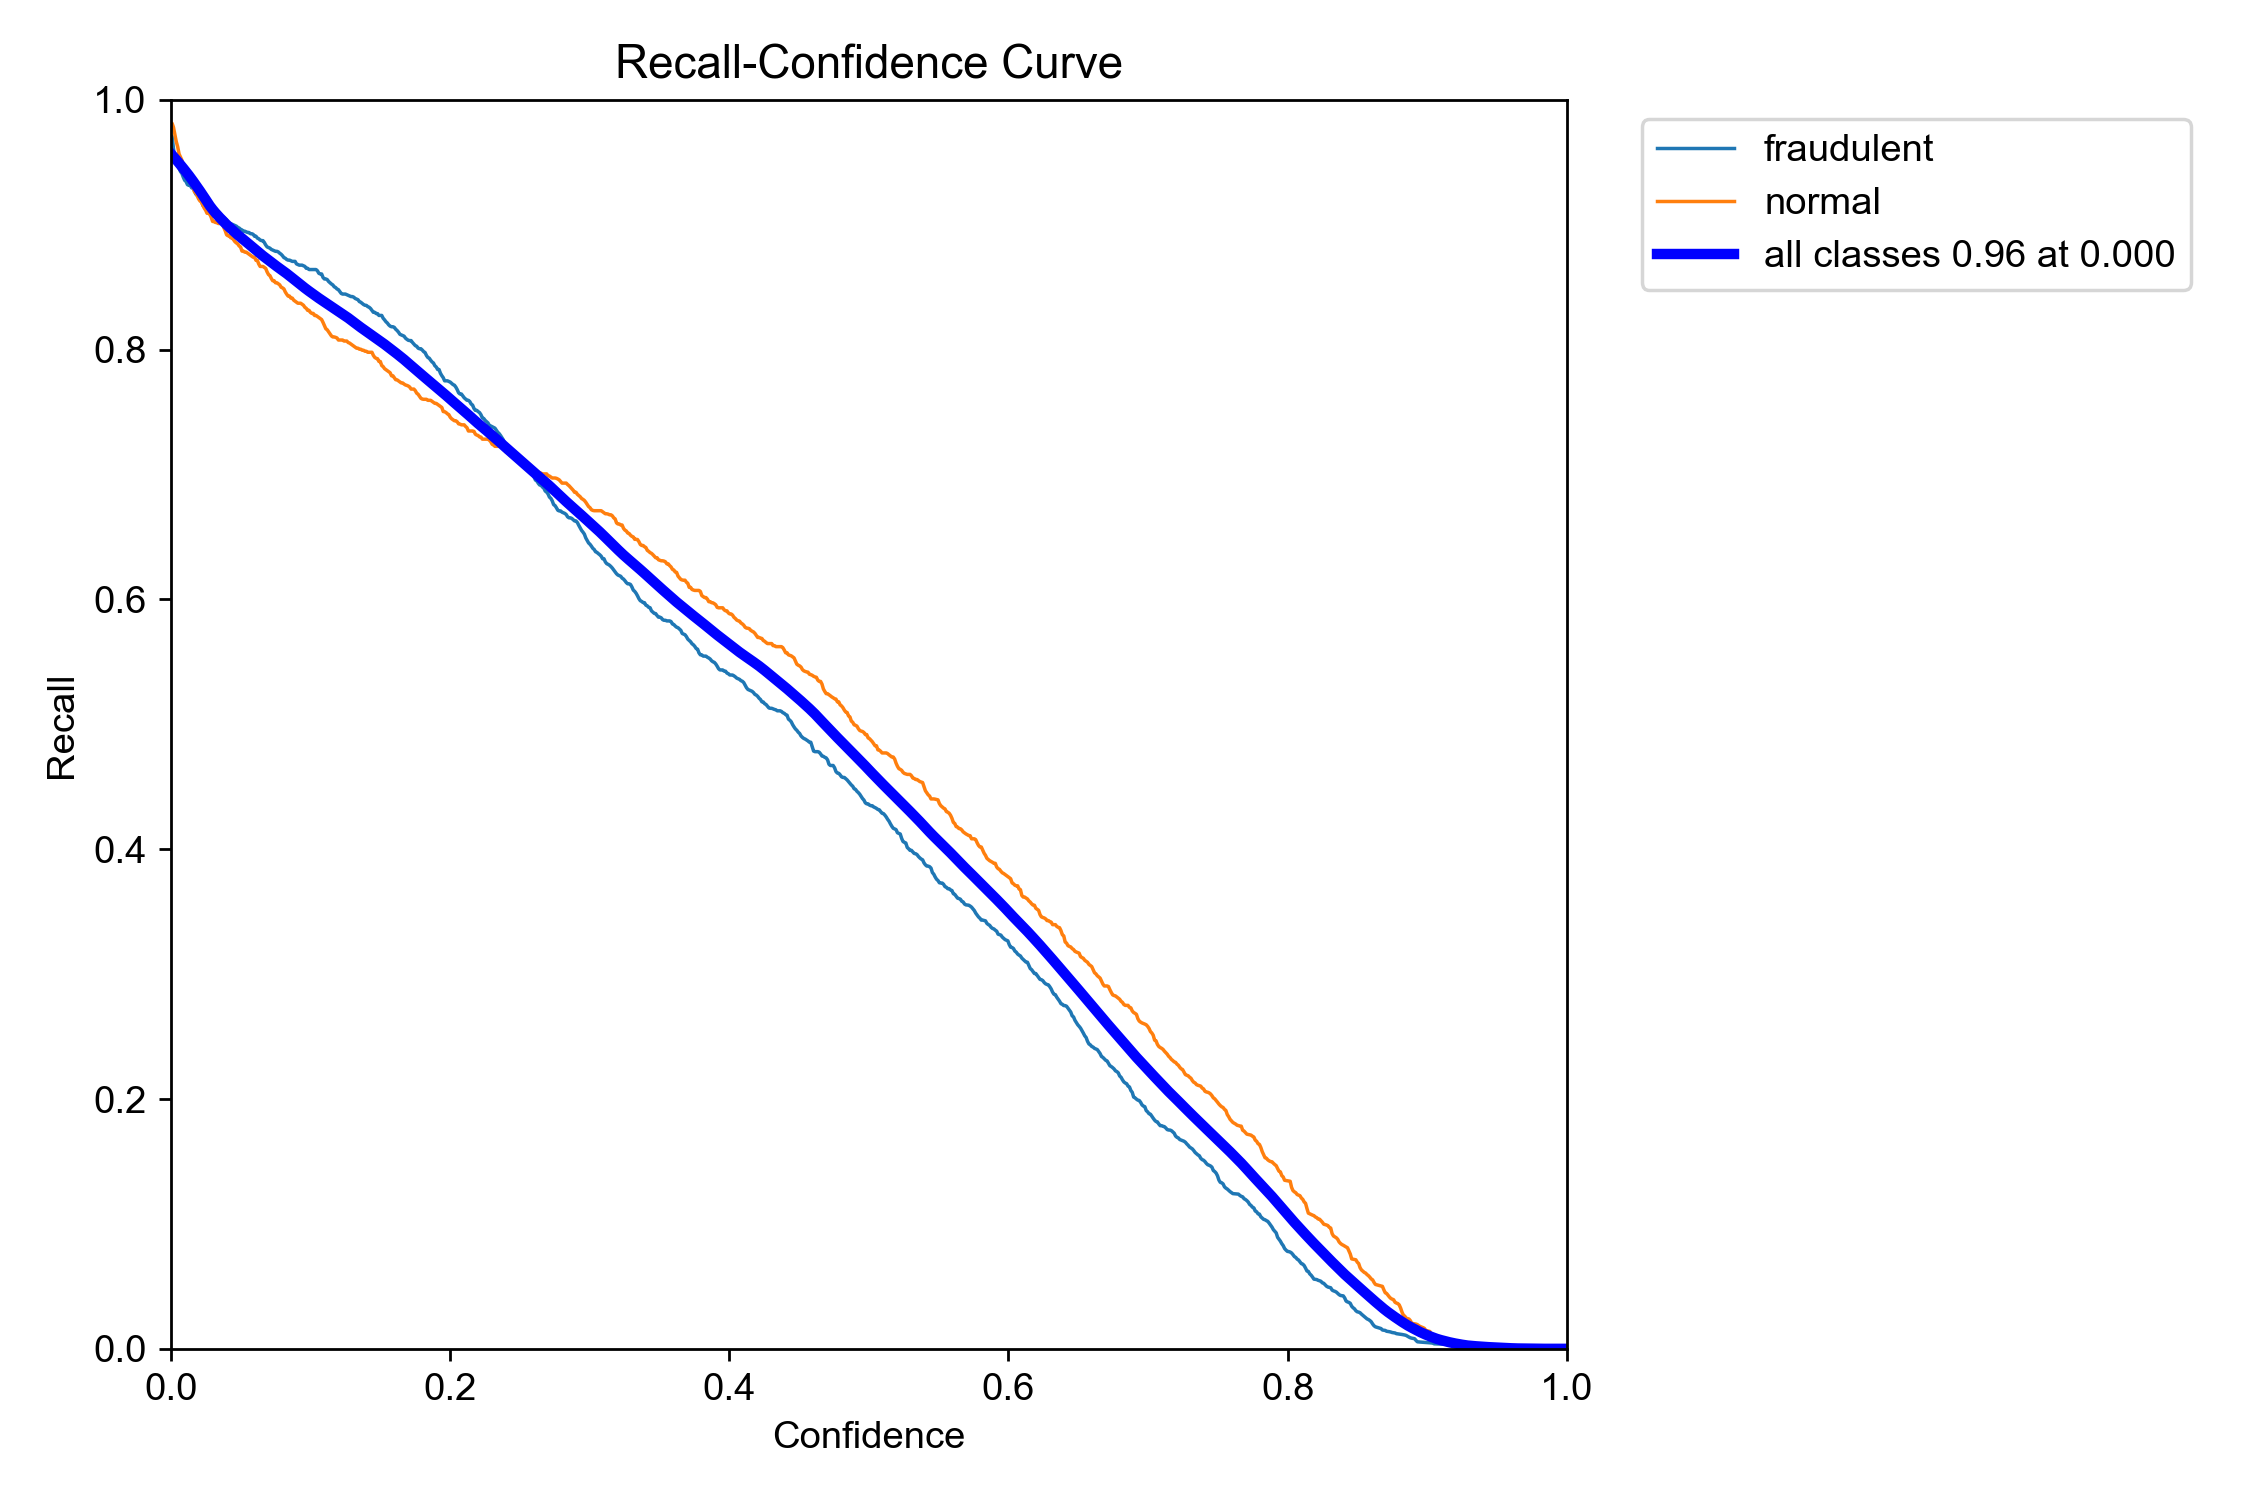 Recall-Confidence Curve
1.0
0.8
0.6
0.4
0.2
0.0
Recall
0.0 0.2 0.4 0.6 0.8 1.0
Confidence
fraudulent
normal
all classes 0.96 at 0.000